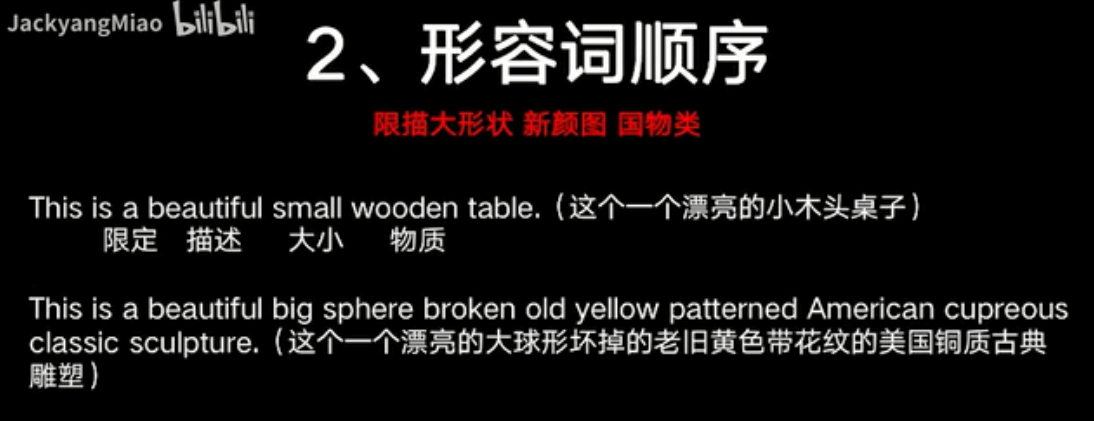 JackyangMiao bilibili
2、形容词顺序
限描大形状 新颜图 国物类
This is a beautiful small wooden table.（这个一个漂亮的小木头桌子）
限定 描述 大小 物质
This is a beautiful big sphere broken old yellow patterned American cupreous
classic sculpture.（这个一个漂亮的大球形坏掉的老旧黄色带花纹的美国铜质古典
雕塑）